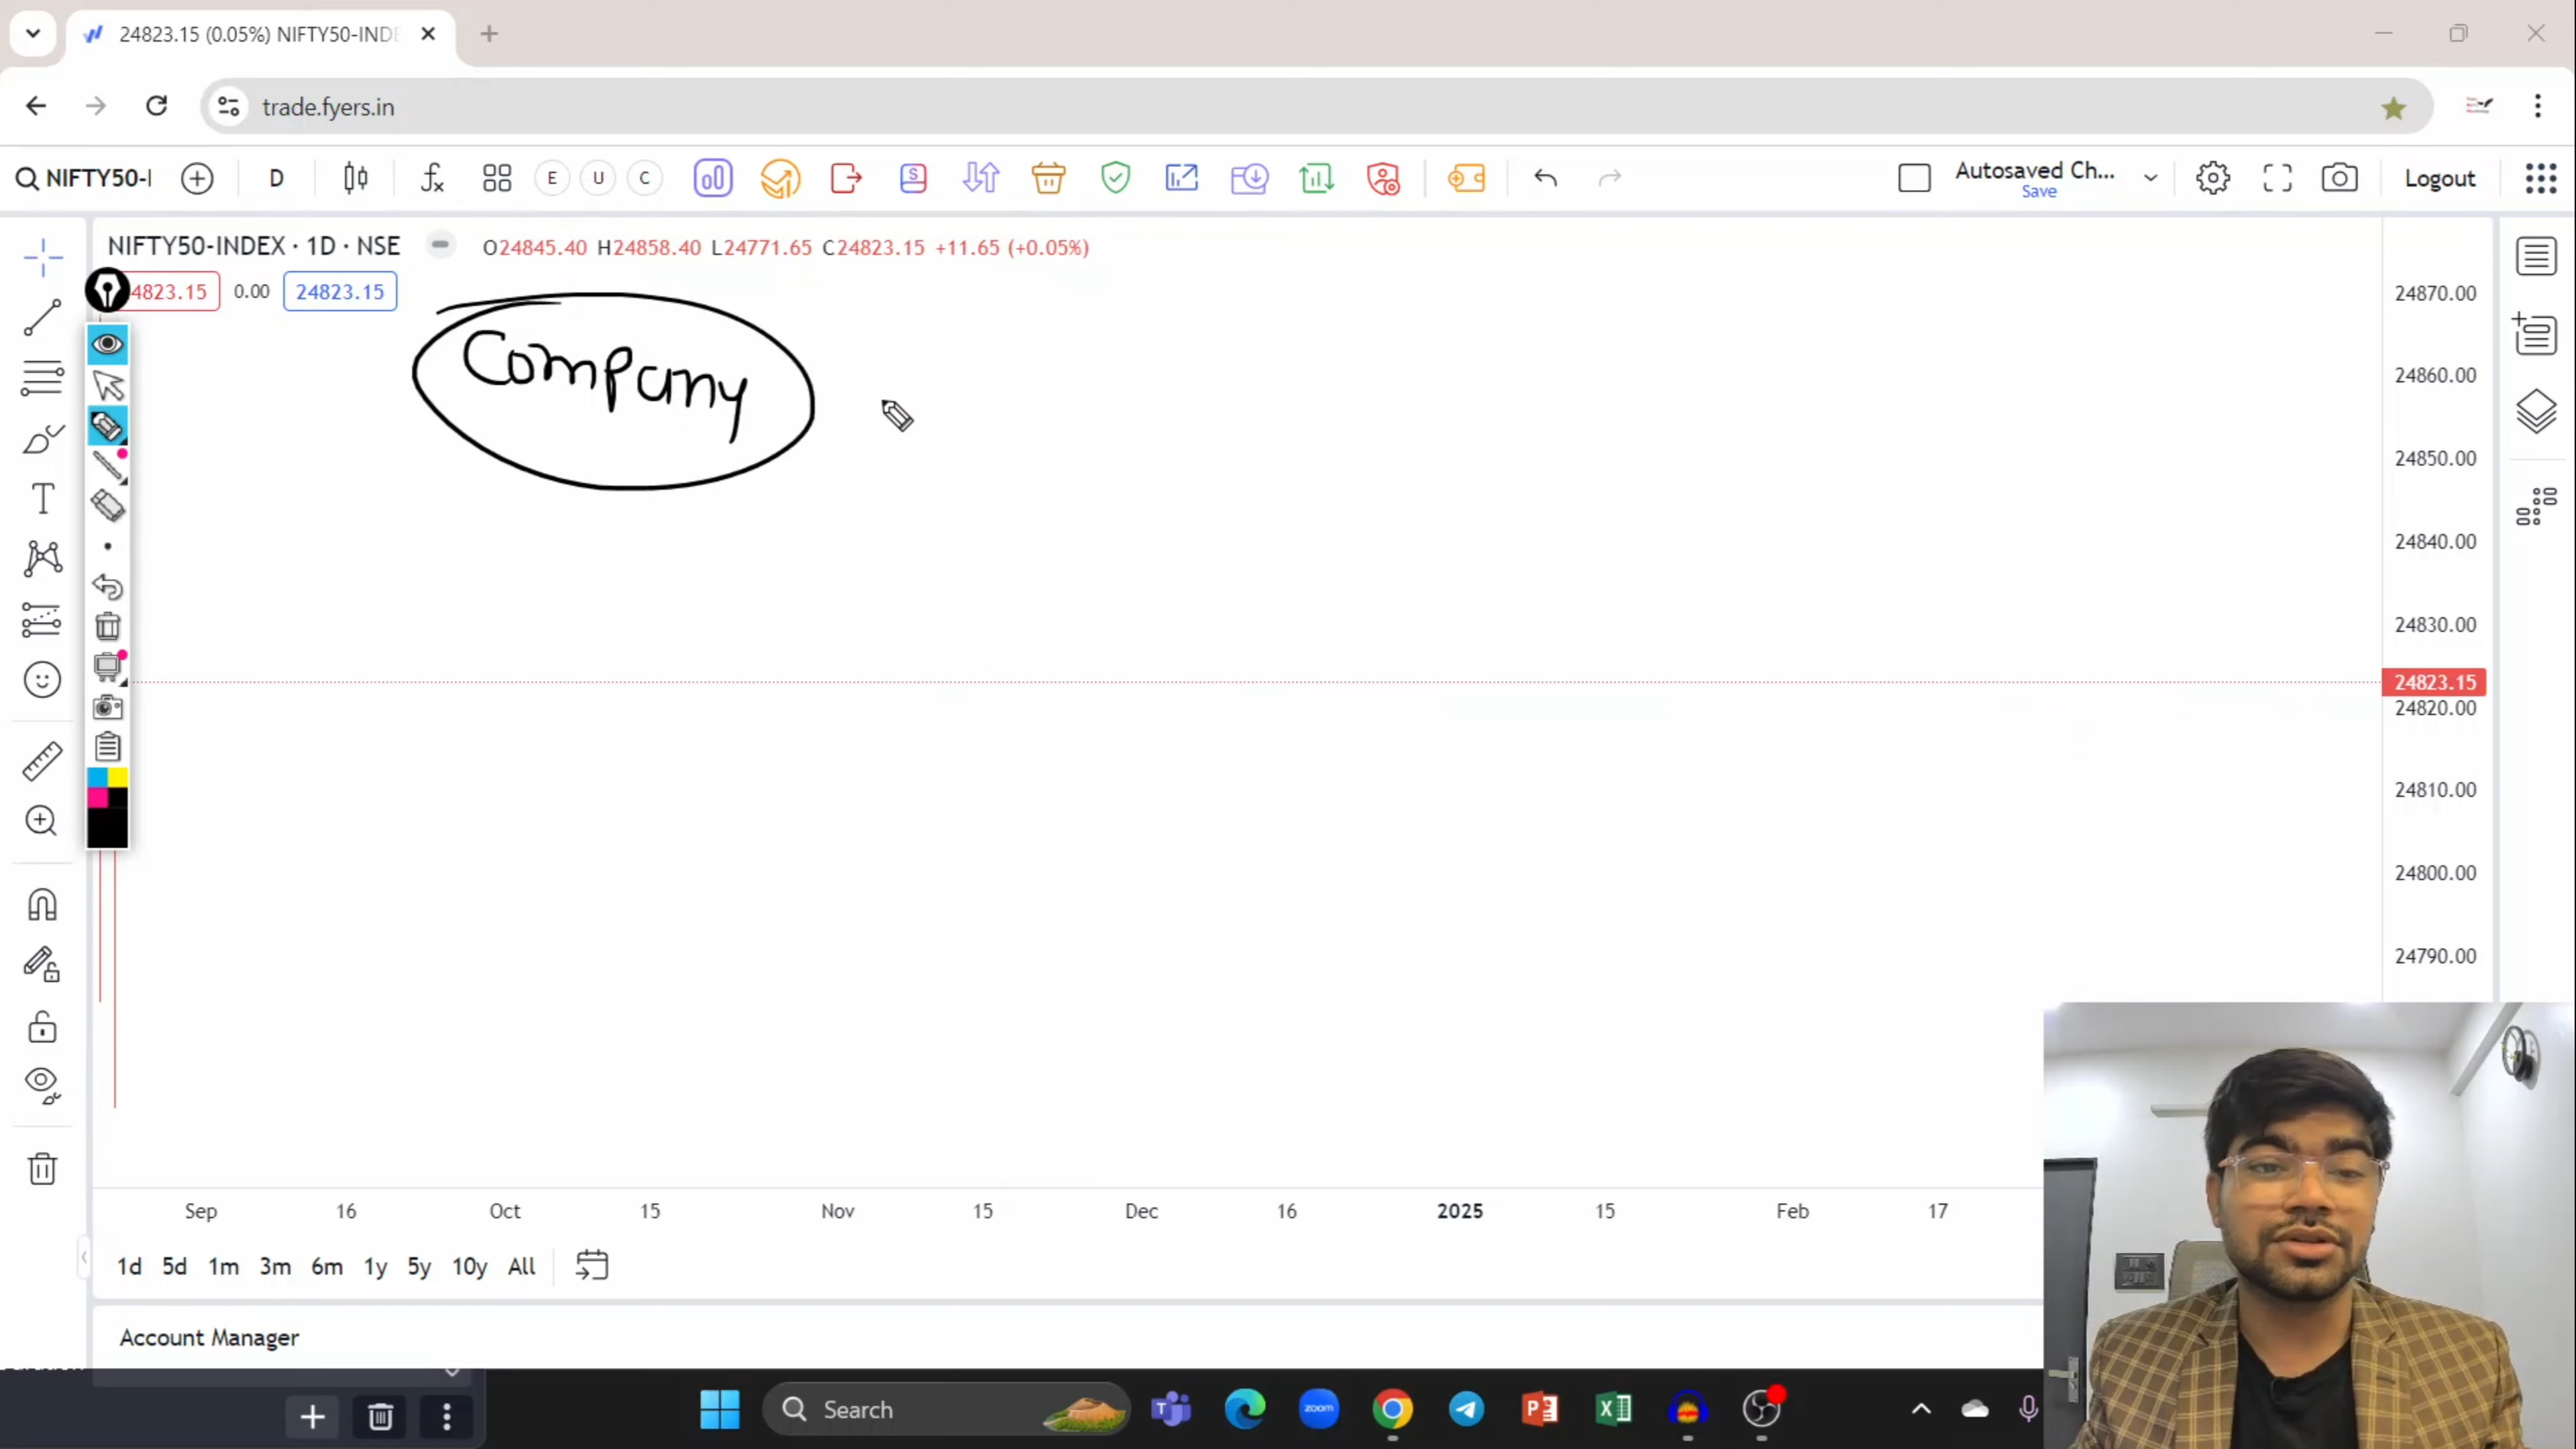 24823.15 (0.05%) NIFTY50-INDE
trade.fyers.in
NIFTY50-I
D
E U C
Autosaved Ch...
Save
Logout
NIFTY50-INDEX · 1D · NSE
O24845.40 H24858.40 L24771.65 C24823.15 +11.65 (+0.05%)
4823.15 0.00 24823.15
Company
24870.00
24860.00
24850.00
24840.00
24830.00
24823.15
24820.00
24810.00
24800.00
24790.00
Sep 16 Oct 15 Nov 15 Dec 16 2025 15 Feb 17
1d 5d 1m 3m 6m 1y 5y 10y All
Account Manager
Search
zoom